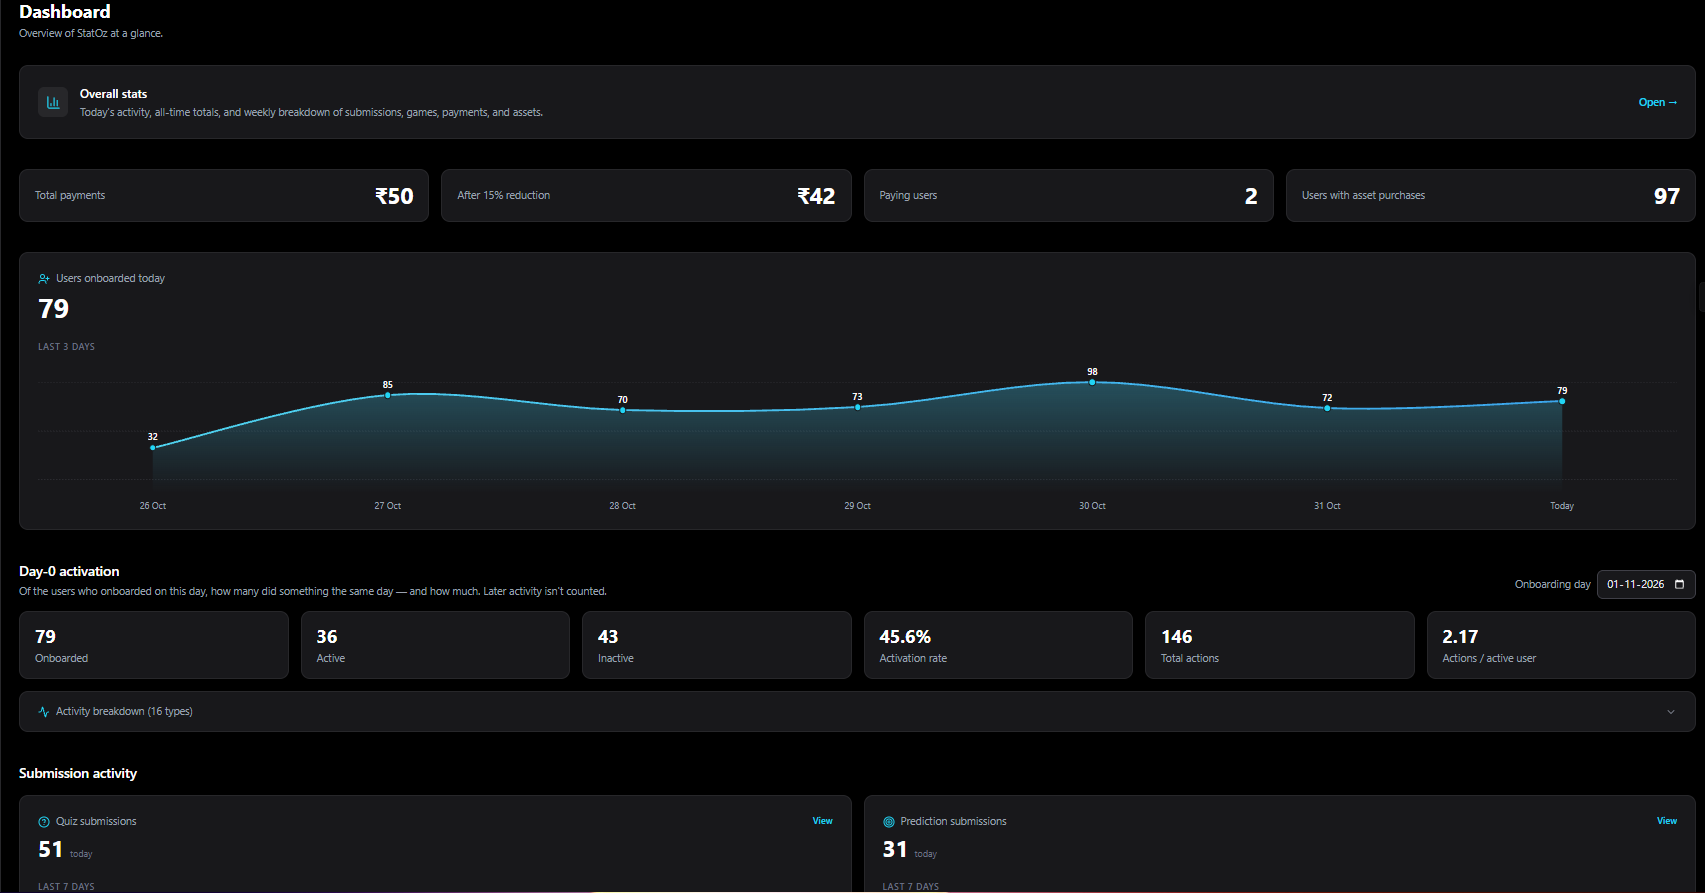 Dashboard
Overview of StatOz at a glance.
Overall stats
Today's activity, all-time totals, and weekly breakdown of submissions, games, payments, and assets.
Open →
Total payments
₹50
After 15% reduction
₹42
Paying users
2
Users with asset purchases
97
Users onboarded today
79
LAST 3 DAYS
32
85
70
73
98
72
79
26 Oct
27 Oct
28 Oct
29 Oct
30 Oct
31 Oct
Today
Day-0 activation
Of the users who onboarded on this day, how many did something the same day — and how much. Later activity isn't counted.
Onboarding day
01-11-2026
79
Onboarded
36
Active
43
Inactive
45.6%
Activation rate
146
Total actions
2.17
Actions / active user
Activity breakdown (16 types)
Submission activity
Quiz submissions
View
51 today
LAST 7 DAYS
Prediction submissions
View
31 today
LAST 7 DAYS